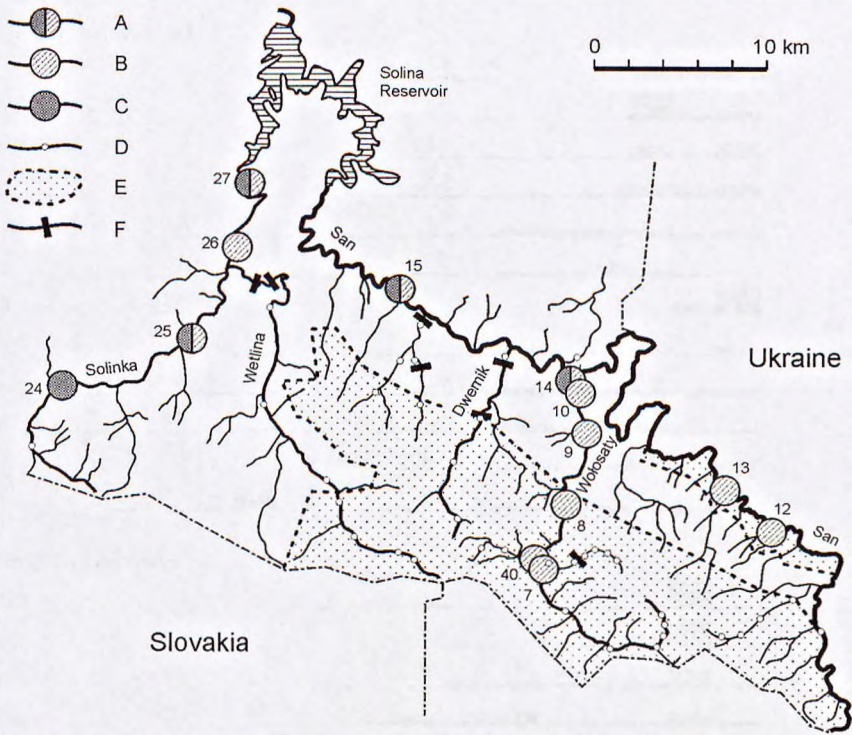 A
B
C
D
E
F
0 10 km
Solina
Reservoir
27
26
San
15
25
Solinka
24
Wetlina
Dwernik
14
10
9
Wołosaty
8
40
7
Ukraine
13
12
San
Slovakia